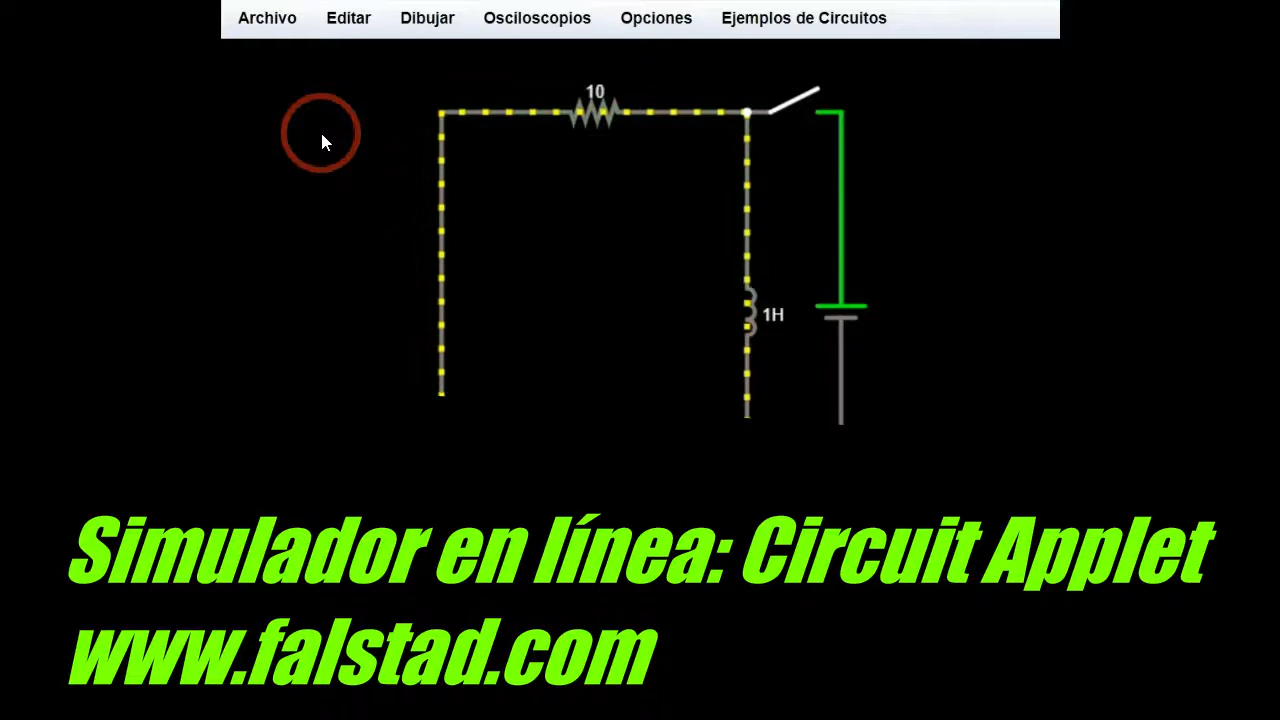 Archivo Editar Dibujar Osciloscopios Opciones Ejemplos de Circuitos
10
1H
Simulador en línea: Circuit Applet
www.falstad.com